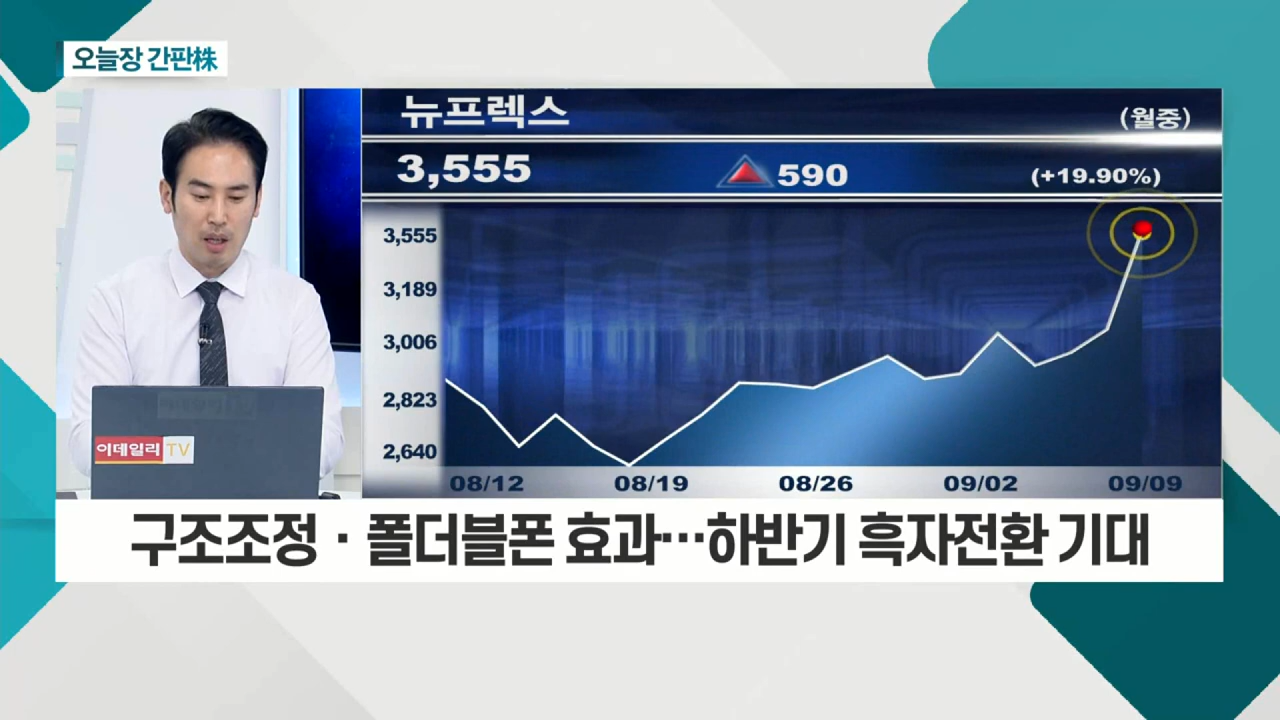 오늘장 간판株
뉴프렉스
(월중)
3,555
590
(+19.90%)
3,555
3,189
3,006
2,823
2,640
08/12
08/19
08/26
09/02
09/09
이데일리TV
구조조정·폴더블폰 효과…하반기 흑자전환 기대